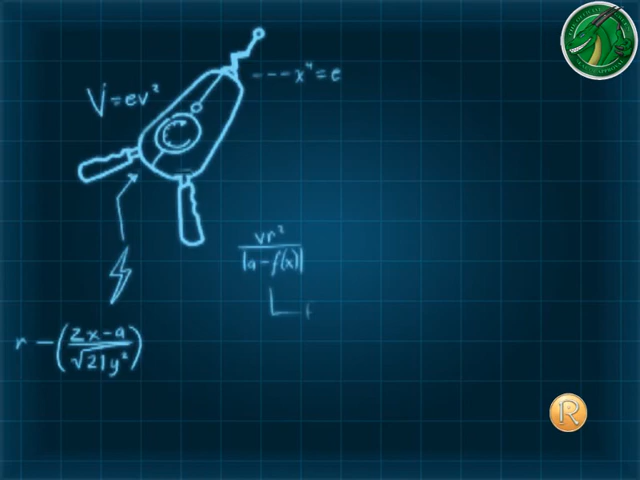 V=ev²
---x⁴=e
vr²
|a-f(x)|
r-(2x-a
√21y²)
R